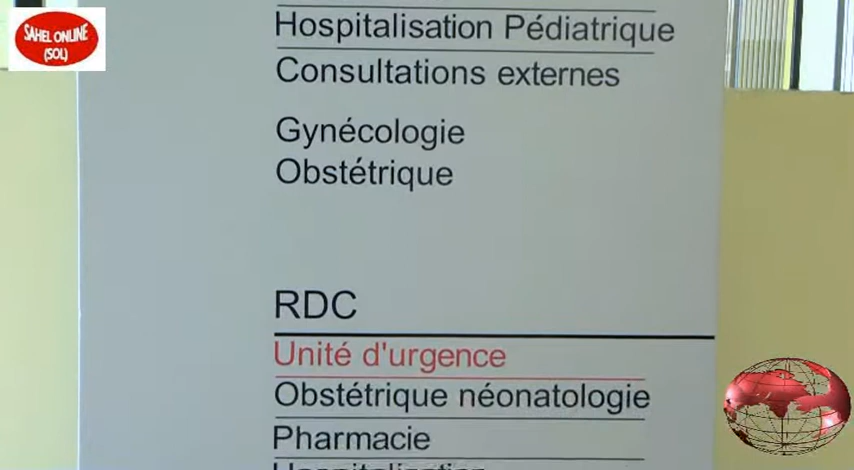 SAHEL ONLINE
(SOL)
Hospitalisation Pédiatrique
Consultations externes
Gynécologie
Obstétrique
RDC
Unité d'urgence
Obstétrique néonatologie
Pharmacie